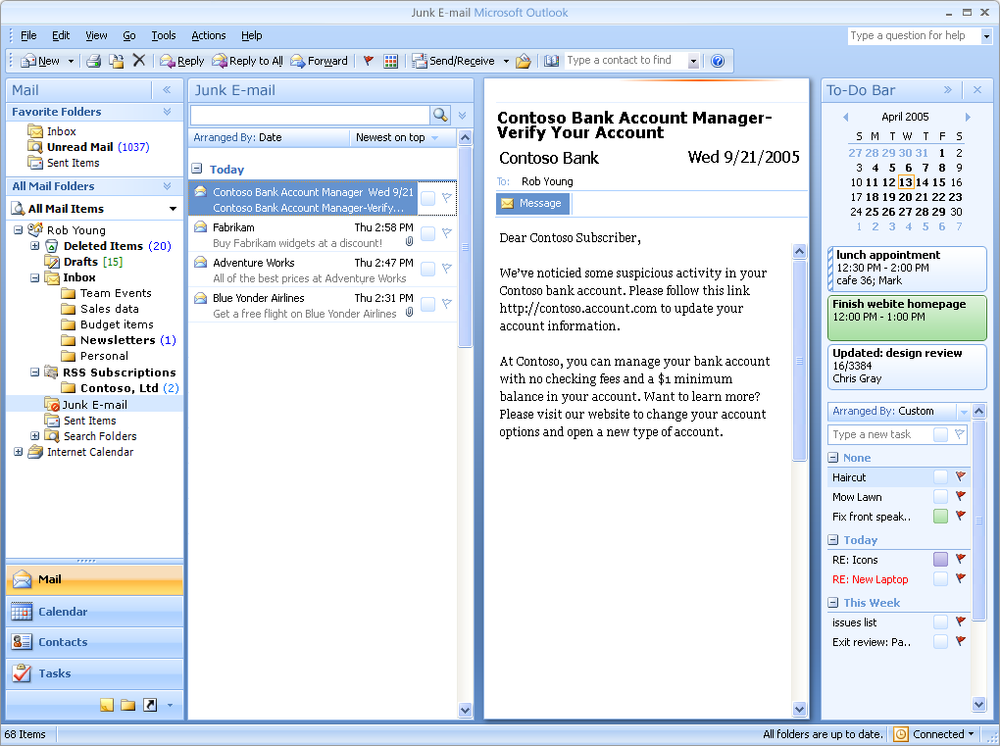 Junk E-mail Microsoft Outlook
File Edit View Go Tools Actions Help
Type a question for help
New Reply Reply to All Forward Send/Receive Type a contact to find
Mail
Favorite Folders
Inbox
Unread Mail (1037)
Sent Items
All Mail Folders
All Mail Items
Rob Young
Deleted Items (20)
Drafts [15]
Inbox
Team Events
Sales data
Budget items
Newsletters (1)
Personal
RSS Subscriptions
Contoso, Ltd (2)
Junk E-mail
Sent Items
Search Folders
Internet Calendar
Mail
Calendar
Contacts
Tasks
Junk E-mail
Arranged By: Date Newest on top
Today
Contoso Bank Account Manager Wed 9/21
Contoso Bank Account Manager-Verify...
Fabrikam Thu 2:58 PM
Buy Fabrikam widgets at a discount!
Adventure Works Thu 2:47 PM
All of the best prices at Adventure Works
Blue Yonder Airlines Thu 2:31 PM
Get a free flight on Blue Yonder Airlines
Contoso Bank Account Manager-
Verify Your Account
Contoso Bank Wed 9/21/2005
To: Rob Young
Message
Dear Contoso Subscriber,
We've noticied some suspicious activity in your
Contoso bank account. Please follow this link
http://contoso.account.com to update your
account information.
At Contoso, you can manage your bank account
with no checking fees and a $1 minimum
balance in your account. Want to learn more?
Please visit our website to change your account
options and open a new type of account.
To-Do Bar
April 2005
S M T W T F S
27 28 29 30 31 1 2
3 4 5 6 7 8 9
10 11 12 13 14 15 16
17 18 19 20 21 22 23
24 25 26 27 28 29 30
1 2 3 4 5 6 7
lunch appointment
12:30 PM - 2:00 PM
cafe 36; Mark
Finish webite homepage
12:00 PM - 1:00 PM
Updated: design review
16/3384
Chris Gray
Arranged By: Custom
Type a new task
None
Haircut
Mow Lawn
Fix front speak..
Today
RE: Icons
RE: New Laptop
This Week
issues list
Exit review: Pa..
68 Items
All folders are up to date. Connected